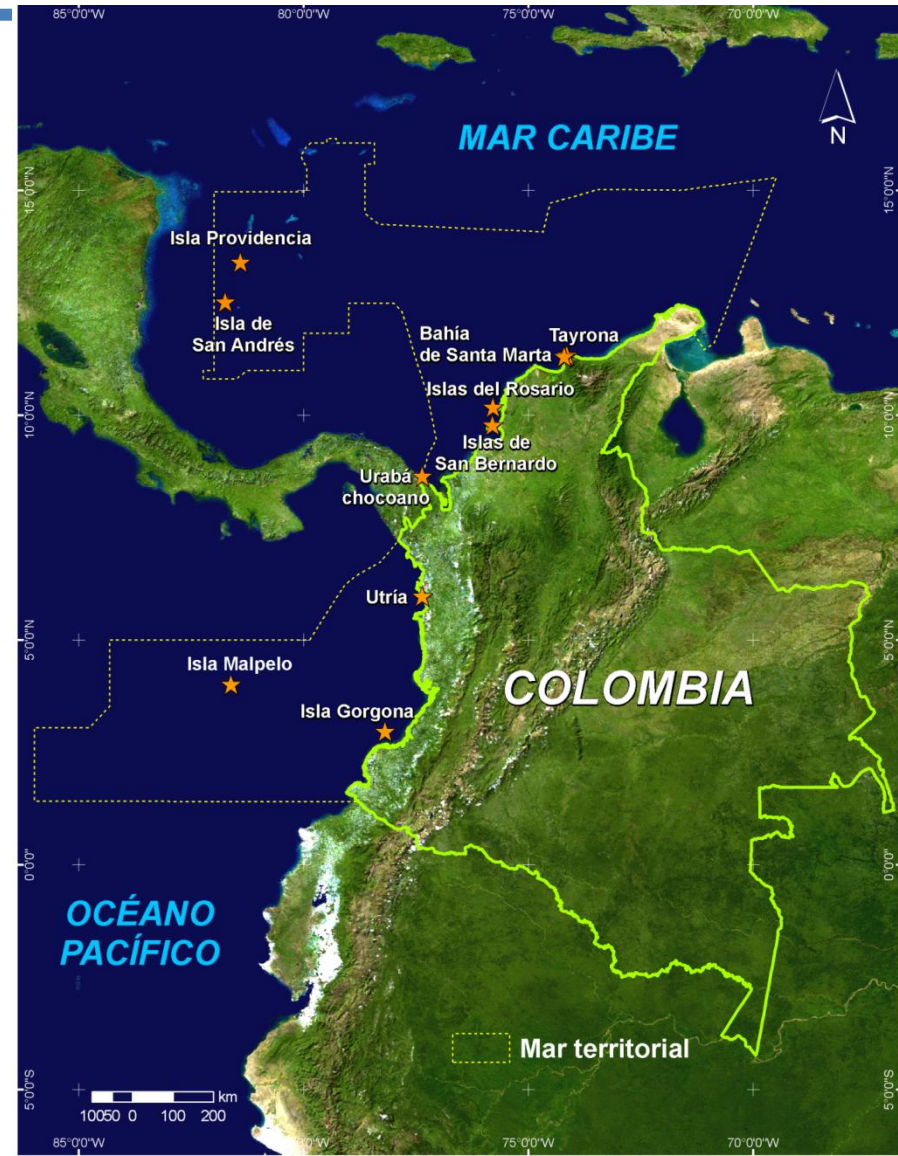 85°0'0"W 80°0'0"W 75°0'0"W 70°0'0"W
MAR CARIBE
N
15°0'0"N 15°0'0"N
Isla Providencia
Isla de
San Andrés
Bahía
de Santa Marta
Tayrona
Islas del Rosario
10°0'0"N 10°0'0"N
Islas de
San Bernardo
Urabá
chocoano
Utría
5°0'0"N 5°0'0"N
Isla Malpelo
COLOMBIA
Isla Gorgona
0°0'0" 0°0'0"
OCÉANO
PACÍFICO
Mar territorial
5°0'0"S 5°0'0"S
km
10050 0 100 200
85°0'0"W 80°0'0"W 75°0'0"W 70°0'0"W